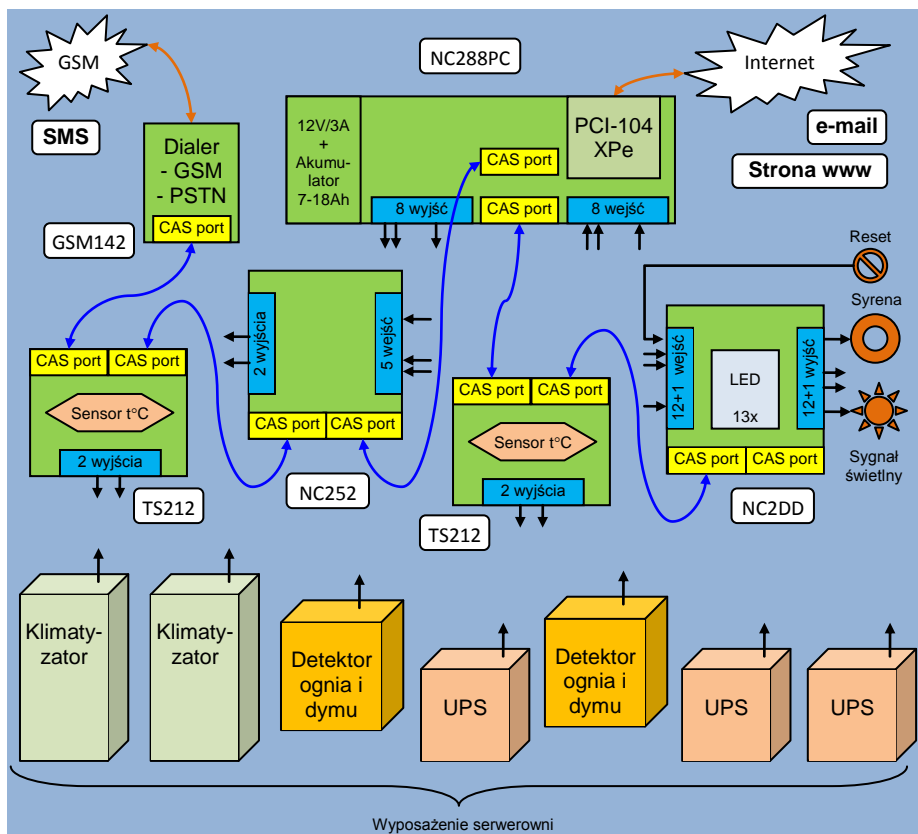 GSM
NC288PC
Internet
SMS
e-mail
Strona www
Dialer
- GSM
- PSTN
CAS port
GSM142
12V/3A
+
Akumu-
lator
7-18Ah
PCI-104
XPe
CAS port
8 wyjść
CAS port
8 wejść
Reset
Syrena
Sygnał
świetlny
CAS port
CAS port
Sensor t°C
2 wyjścia
TS212
2 wyjścia
5 wejść
CAS port
CAS port
NC252
CAS port
CAS port
Sensor t°C
2 wyjścia
TS212
12+1 wejść
LED
13x
12+1 wyjść
CAS port
CAS port
NC2DD
Klimaty-
zator
Klimaty-
zator
Detektor
ognia i
dymu
UPS
Detektor
ognia i
dymu
UPS
UPS
Wyposażenie serwerowni